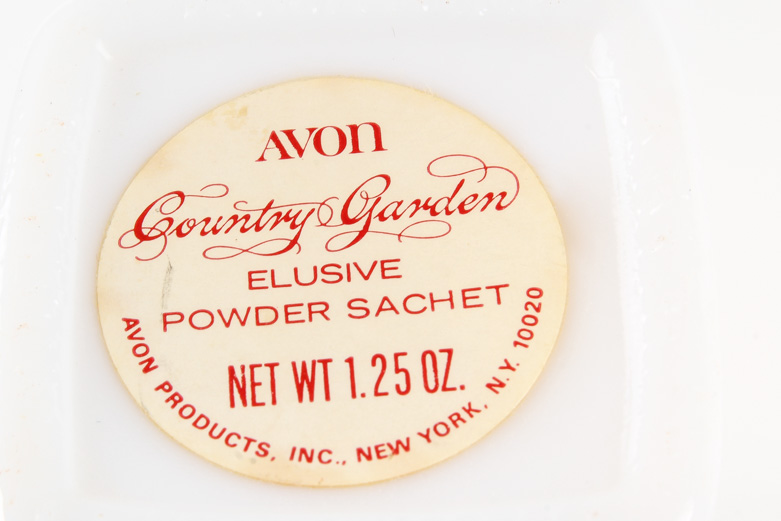 AVON
Country Garden
ELUSIVE
POWDER SACHET
NET WT 1.25 OZ.
AVON PRODUCTS, INC., NEW YORK, N.Y. 10020